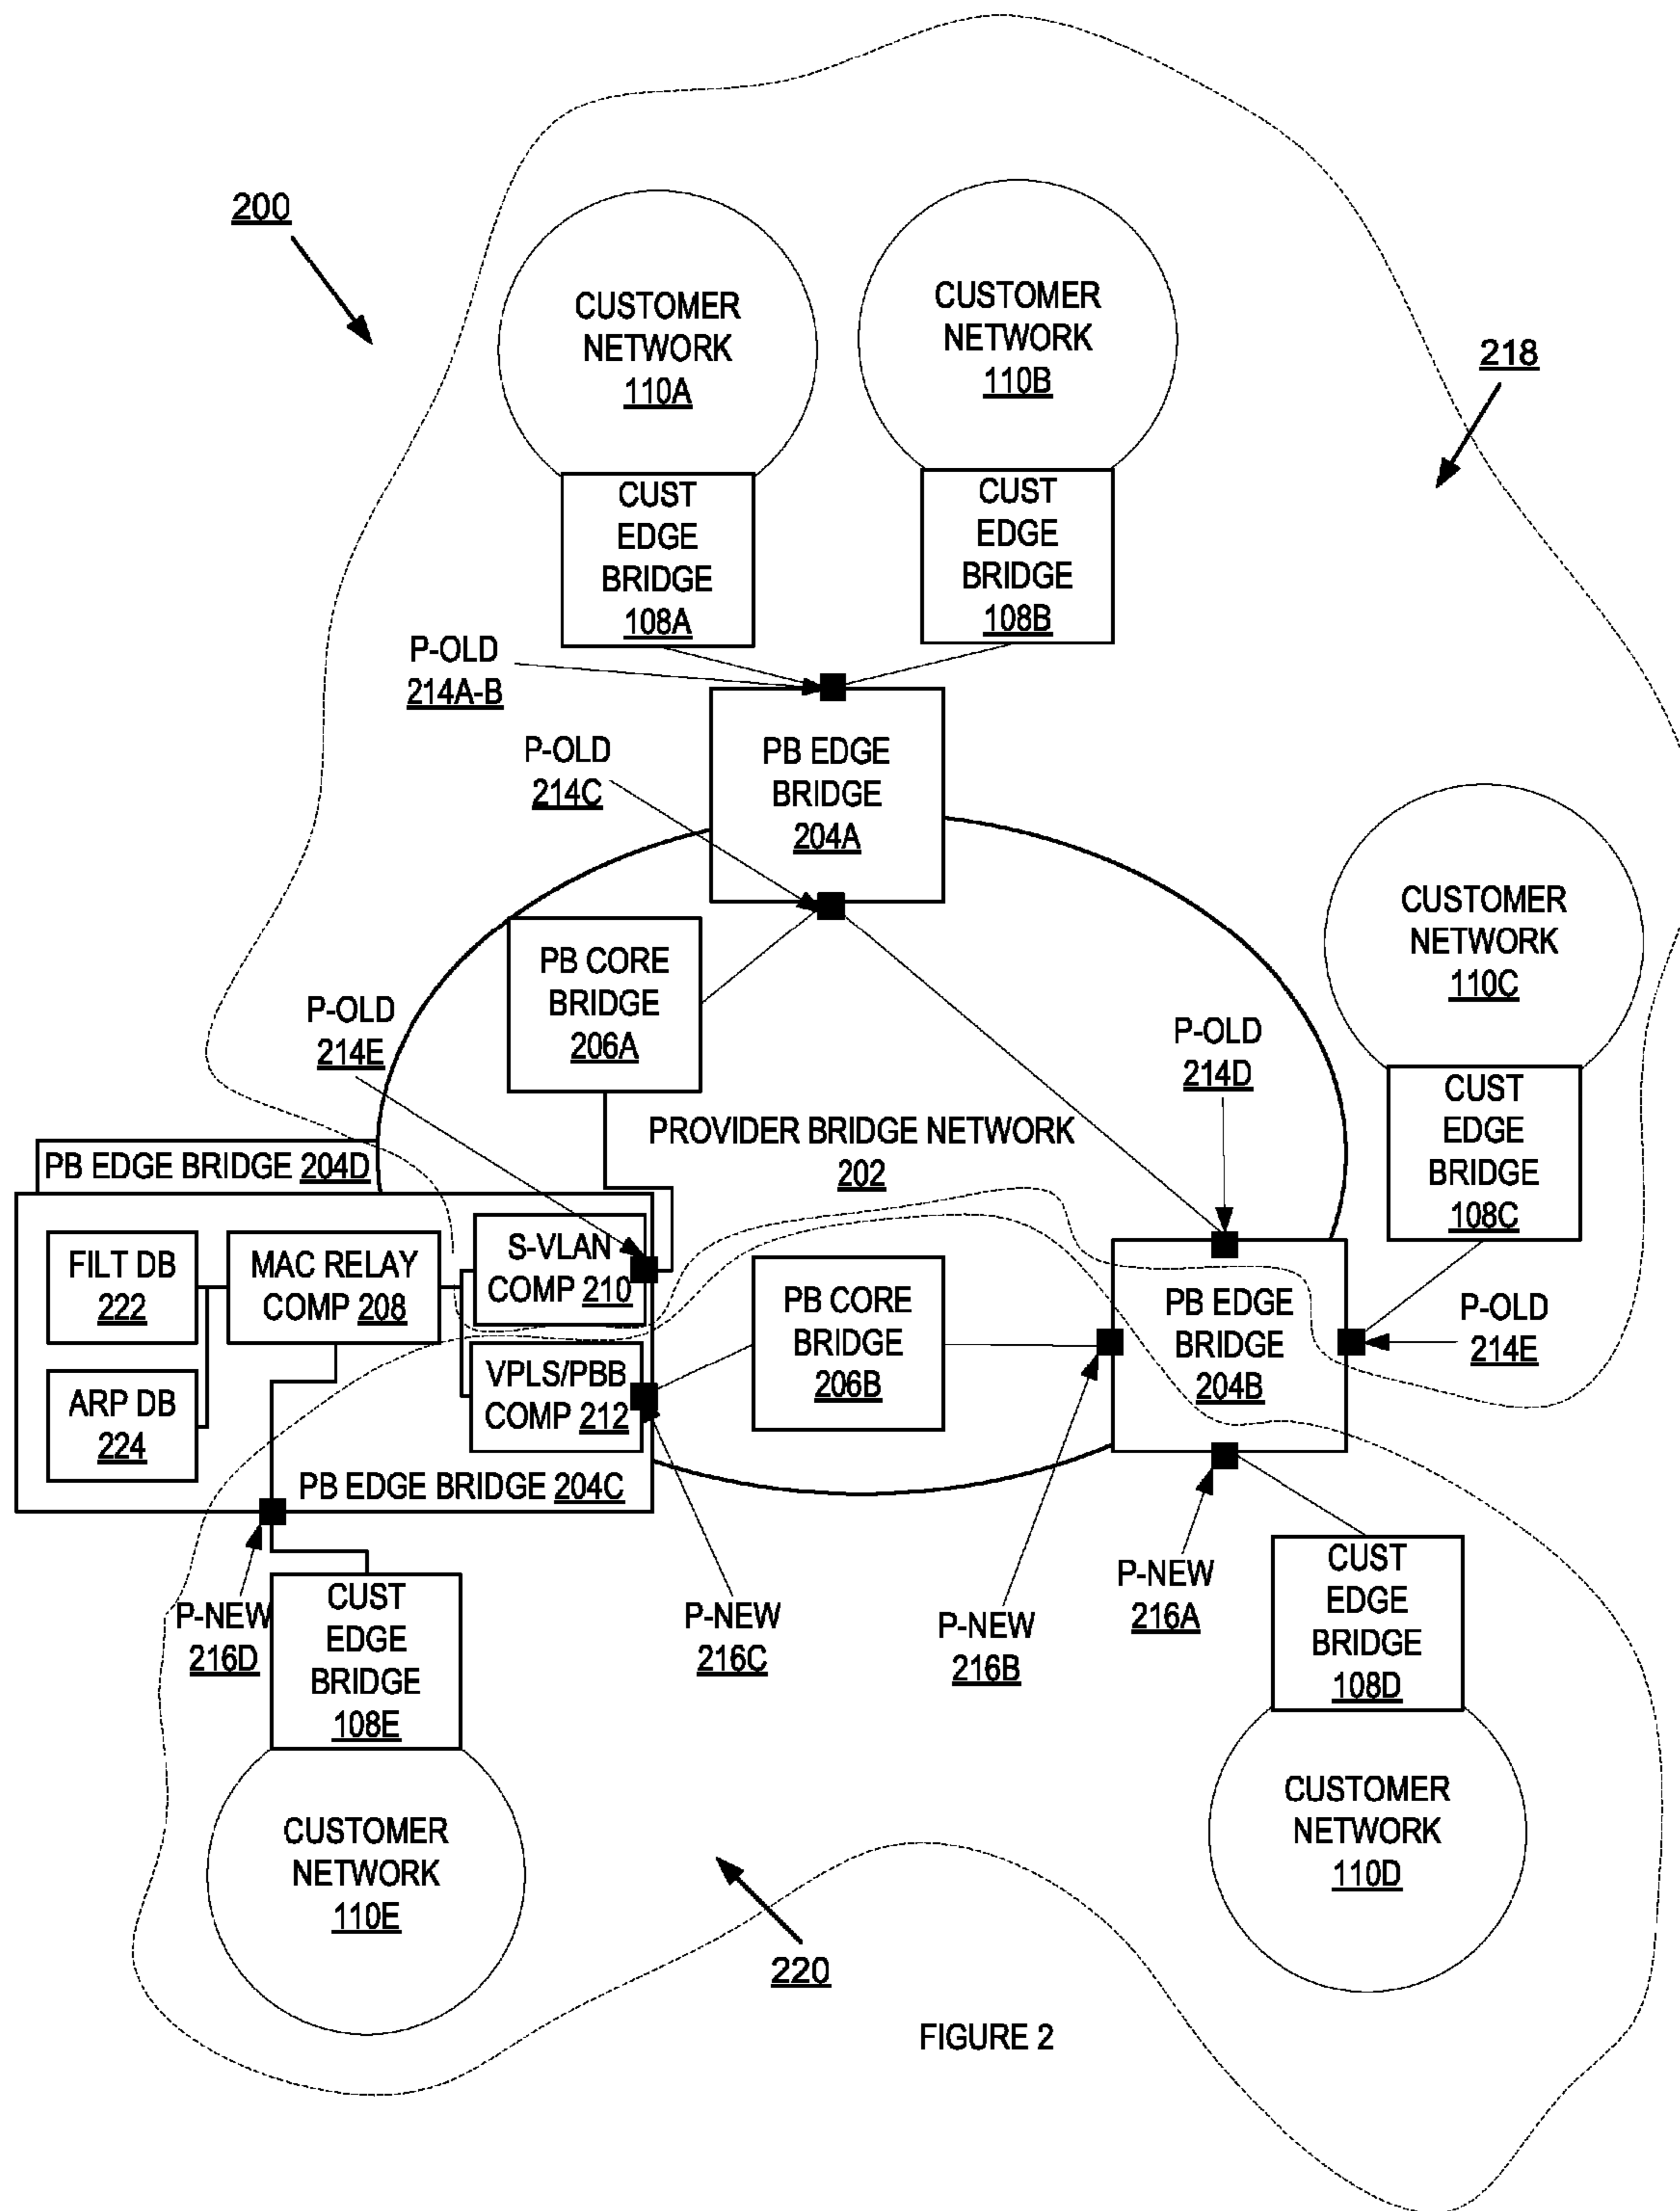 200
CUSTOMER
NETWORK
110A
CUSTOMER
NETWORK
110B
218
CUST
EDGE
BRIDGE
108A
CUST
EDGE
BRIDGE
108B
P-OLD
214A-B
P-OLD
214C
PB EDGE
BRIDGE
204A
CUSTOMER
NETWORK
110C
PB CORE
BRIDGE
206A
P-OLD
214E
P-OLD
214D
CUST
EDGE
BRIDGE
108C
PROVIDER BRIDGE NETWORK
202
PB EDGE BRIDGE 204D
FILT DB
222
MAC RELAY
COMP 208
S-VLAN
COMP 210
PB CORE
BRIDGE
206B
PB EDGE
BRIDGE
204B
P-OLD
214E
ARP DB
224
VPLS/PBB
COMP 212
PB EDGE BRIDGE 204C
P-NEW
216D
CUST
EDGE
BRIDGE
108E
P-NEW
216C
P-NEW
216B
P-NEW
216A
CUST
EDGE
BRIDGE
108D
CUSTOMER
NETWORK
110E
CUSTOMER
NETWORK
110D
220
FIGURE 2